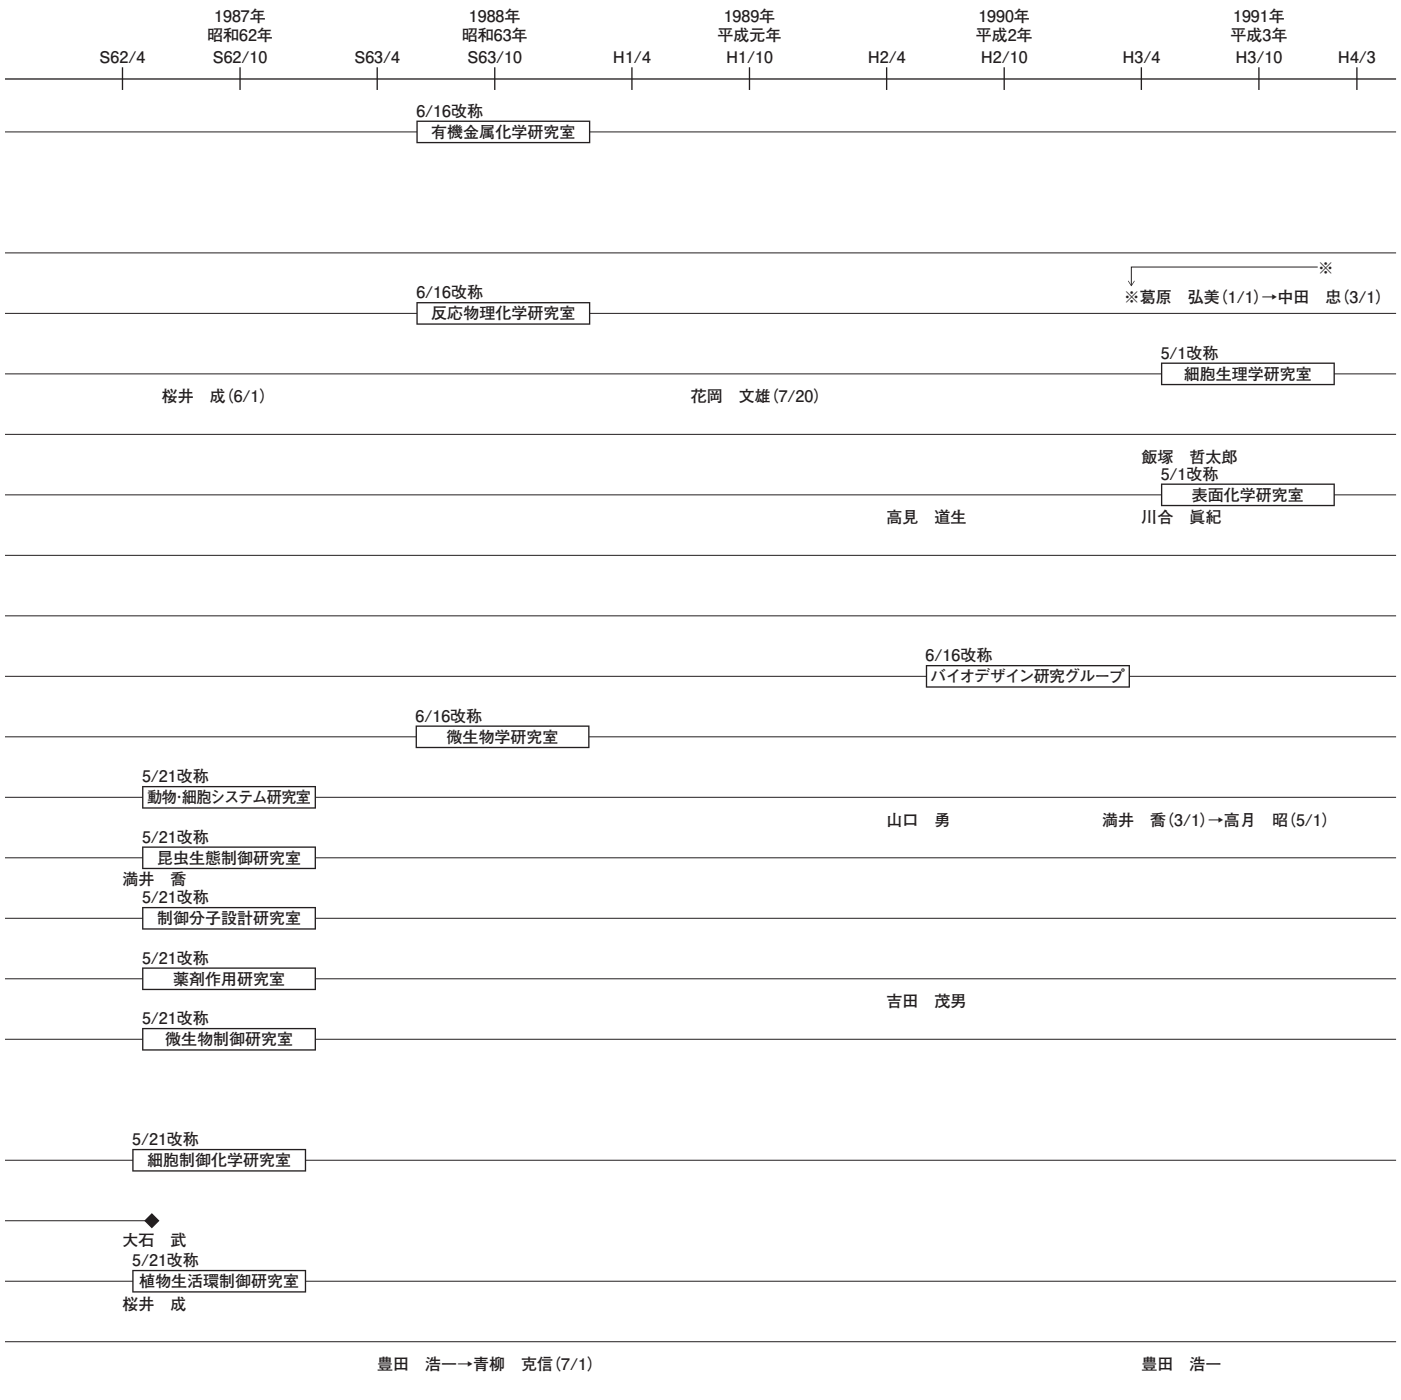 1987年 1988年 1989年 1990年 1991年
昭和62年 昭和63年 平成元年 平成2年 平成3年
S62/4 S62/10 S63/4 S63/10 H1/4 H1/10 H2/4 H2/10 H3/4 H3/10 H4/3
6/16改称
有機金属化学研究室
※
6/16改称
※葛原 弘美(1/1)→中田 忠(3/1)
反応物理化学研究室
5/1改称
細胞生理学研究室
桜井 成(6/1) 花岡 文雄(7/20)
飯塚 哲太郎
5/1改称
表面化学研究室
高見 道生 川合 眞紀
6/16改称
バイオデザイン研究グループ
6/16改称
微生物学研究室
5/21改称
動物・細胞システム研究室
山口 勇 満井 喬(3/1)→高月 昭(5/1)
5/21改称
昆虫生態制御研究室
満井 喬
5/21改称
制御分子設計研究室
5/21改称
薬剤作用研究室
吉田 茂男
5/21改称
微生物制御研究室
5/21改称
細胞制御化学研究室
大石 武
5/21改称
植物生活環制御研究室
桜井 成
豊田 浩一→青柳 克信(7/1) 豊田 浩一